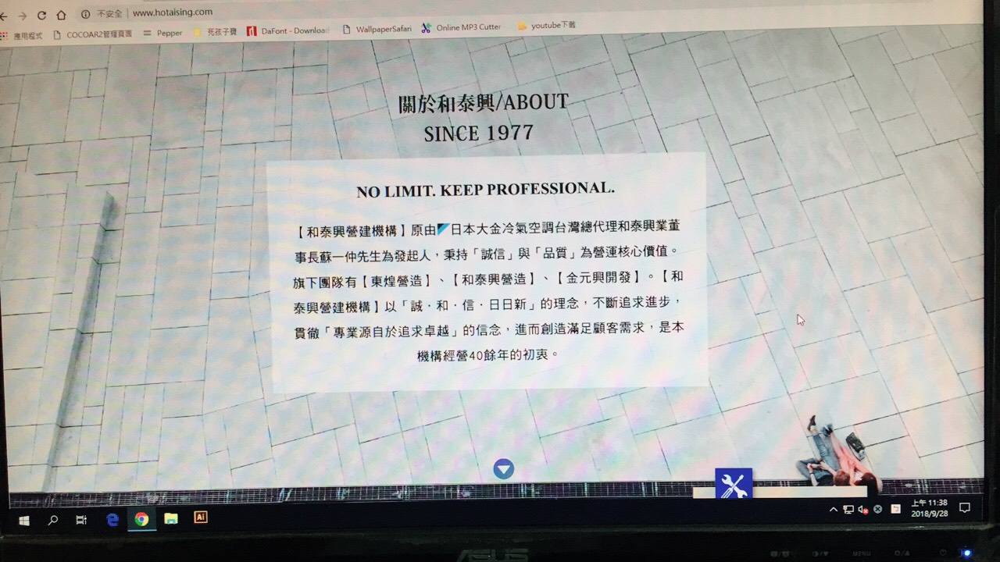 不安全 | www.hotaising.com
應用程式 COCOAR2管理頁面 Pepper 死孩子費 DaFont - Download WallpaperSafari Online MP3 Cutter youtube下載
關於和泰興/ABOUT
SINCE 1977
NO LIMIT. KEEP PROFESSIONAL.
【和泰興營建機構】原由日本大金冷氣空調台灣總代理和泰興業董
事長蘇一仲先生為發起人，秉持「誠信」與「品質」為營運核心價值。
旗下團隊有【東煌營造】、【和泰興營造】、【金元興開發】。【和
泰興營建機構】以「誠．和．信．日日新」的理念，不斷追求進步，
貫徹「專業源自於追求卓越」的信念，進而創造滿足顧客需求，是本
機構經營40餘年的初衷。
Ai
上午 11:38
2018/9/28
ASUS
MENU